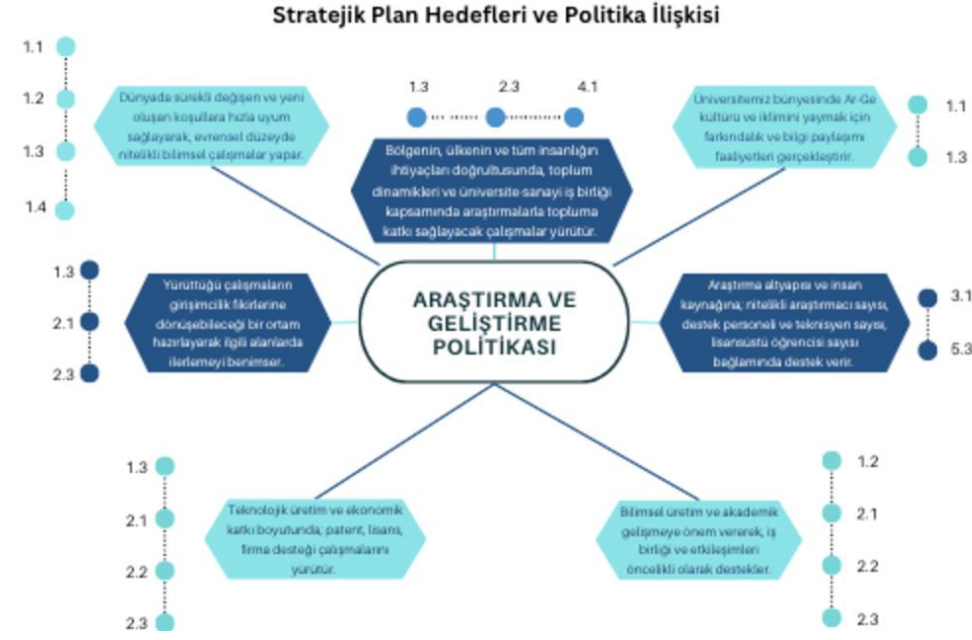 Stratejik Plan Hedefleri ve Politika İlişkisi
1.1
1.2
1.3
1.4
Dünyada sürekli değişen ve yeni
oluşan koşullara hızla uyum
sağlayarak, evrensel düzeyde
nitelikli bilimsel çalışmalar yapar.
1.3
2.3
4.1
Bölgenin, ülkenin ve tüm insanlığın
ihtiyaçları doğrultusunda, toplum
dinamikleri ve üniversite-sanayi iş birliği
kapsamında araştırmalarla topluma
katkı sağlayacak çalışmalar yürütür.
Üniversitemiz bünyesinde Ar-Ge
kültürü ve iklimini yaymak için
farkındalık ve bilgi paylaşımı
faaliyetleri gerçekleştirir.
1.1
1.3
1.3
2.1
2.3
Yürüttüğü çalışmaların
girişimcilik fikirlerine
dönüşebileceği bir ortam
hazırlayarak ilgili alanlarda
ilerlemeyi benimser.
ARAŞTIRMA VE
GELİŞTİRME
POLİTİKASI
Araştırma altyapısı ve insan
kaynağına; nitelikli araştırmacı sayısı,
destek personeli ve teknisyen sayısı,
lisansüstü öğrencisi sayısı
bağlamında destek verir.
3.1
5.3
1.3
2.1
2.2
2.3
Teknolojik üretim ve ekonomik
katkı boyutunda, patent, lisans,
firma desteği çalışmalarını
yürütür.
Bilimsel üretim ve akademik
gelişmeye önem vererek, iş
birliği ve etkileşimleri
öncelikli olarak destekler.
1.2
2.1
2.2
2.3